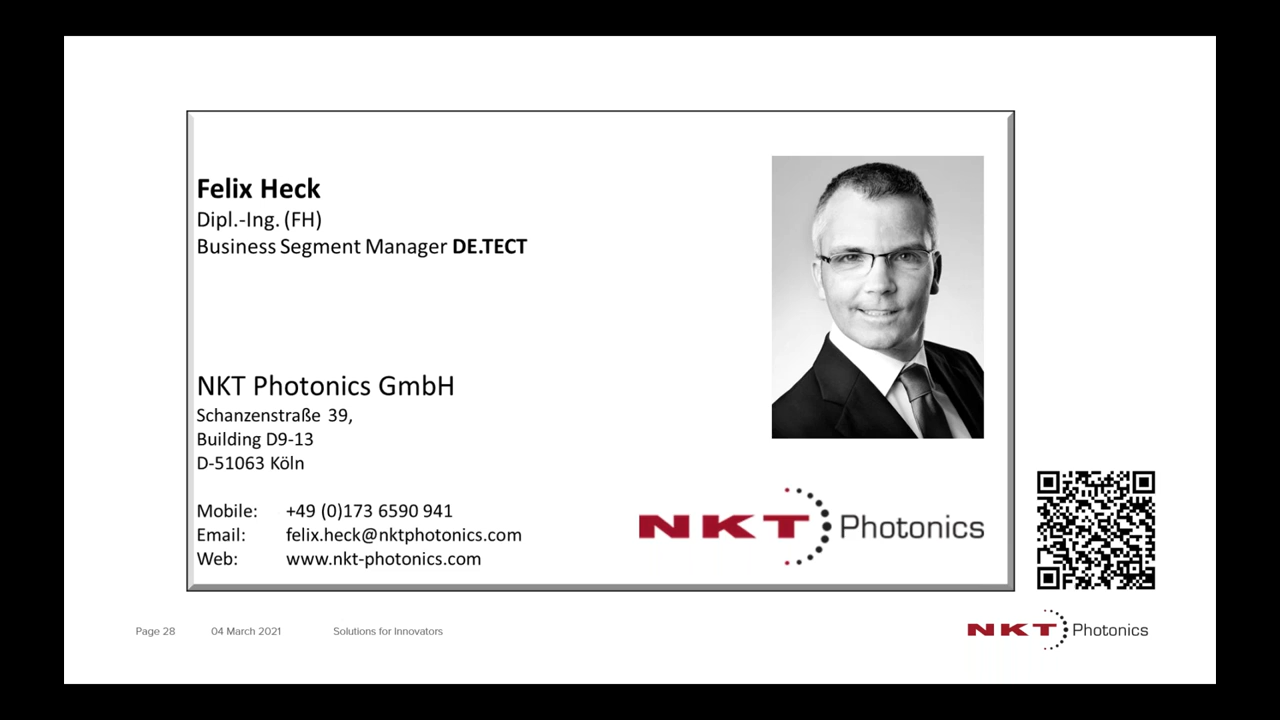 Felix Heck
Dipl.-Ing. (FH)
Business Segment Manager DE.TECT
NKT Photonics GmbH
Schanzenstraße 39,
Building D9-13
D-51063 Köln
Mobile: +49 (0)173 6590 941
Email: felix.heck@nktphotonics.com
Web: www.nkt-photonics.com
NKT Photonics
Page 28 04 March 2021 Solutions for Innovators
NKT Photonics